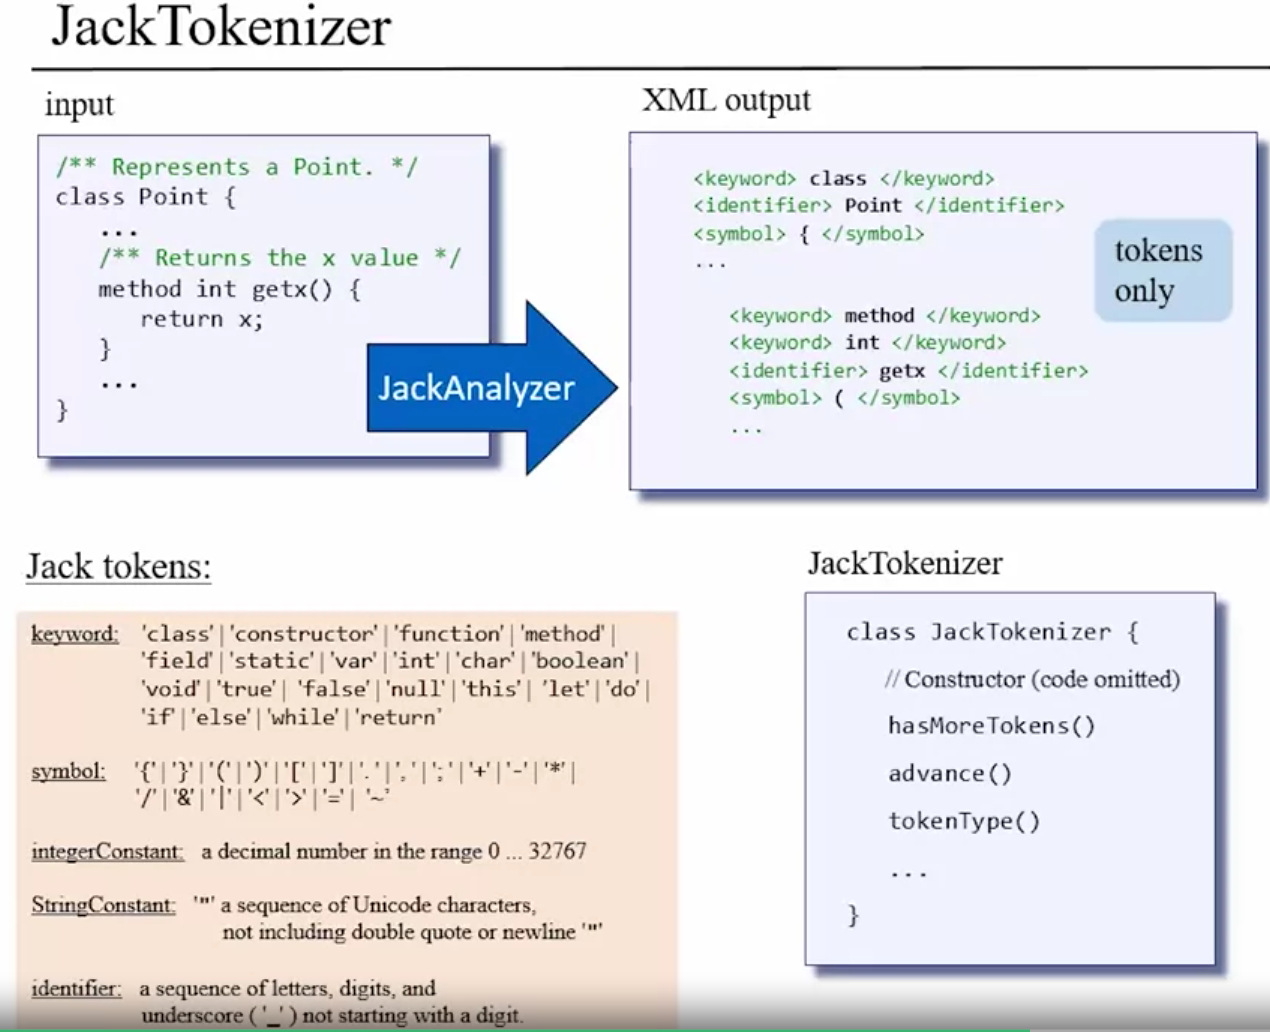 JackTokenizer
input
/** Represents a Point. */
class Point {
...
/** Returns the x value */
method int getx() {
return x;
}
...
}
JackAnalyzer
XML output
<keyword> class </keyword>
<identifier> Point </identifier>
<symbol> { </symbol>
...
<keyword> method </keyword>
<keyword> int </keyword>
<identifier> getx </identifier>
<symbol> ( </symbol>
...
tokens
only
Jack tokens:
keyword: 'class'|'constructor'|'function'|'method'|
'field'|'static'|'var'|'int'|'char'|'boolean'|
'void'|'true'| 'false'|'null'|'this'| 'let'|'do'|
'if'|'else'|'while'|'return'
symbol: '{'|'}'|'('|')'|'['|']'|'.'|','|';'|'+'|'-'|'*'|
'/'|'&'|'|'|'<'|'>'|'='| '~'
integerConstant: a decimal number in the range 0 ... 32767
StringConstant: '"' a sequence of Unicode characters,
not including double quote or newline '"'
identifier: a sequence of letters, digits, and
underscore ( '_' ) not starting with a digit.
JackTokenizer
class JackTokenizer {
// Constructor (code omitted)
hasMoreTokens()
advance()
tokenType()
...
}